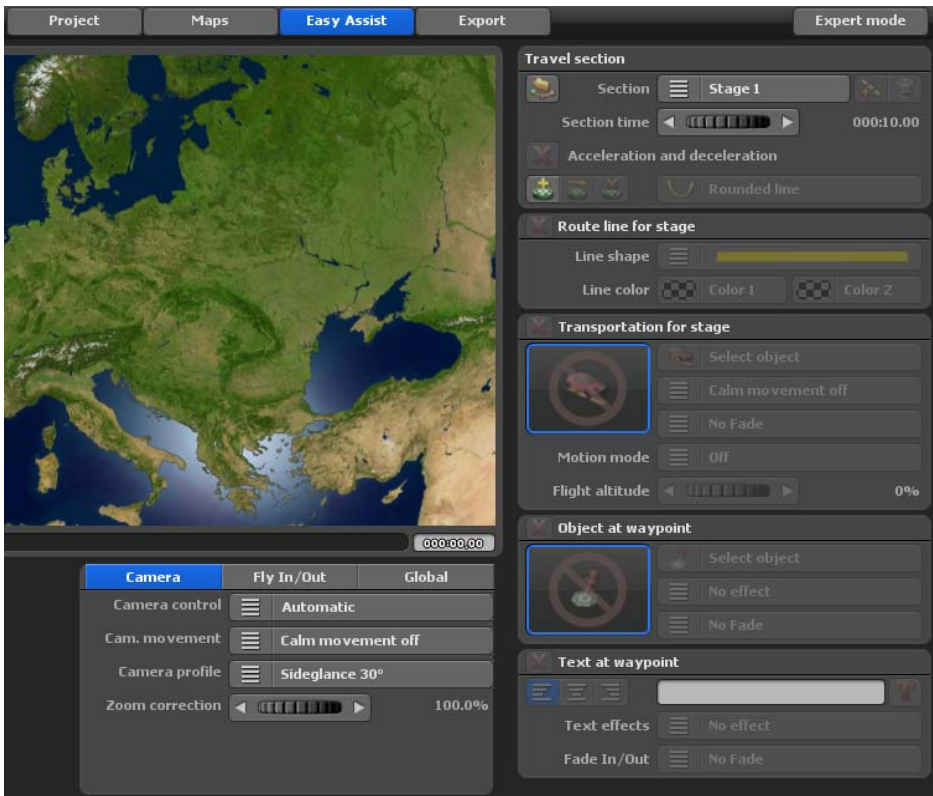 Project Maps Easy Assist Export Expert mode
Travel section
Section Stage 1
Section time 000:10.00
Acceleration and deceleration
Rounded line
Route line for stage
Line shape
Line color Color 1 Color 2
Transportation for stage
Select object
Calm movement off
No Fade
Motion mode Off
Flight altitude 0%
Object at waypoint
Select object
No effect
No Fade
Text at waypoint
Text effects No effect
Fade In/Out No Fade
000:00,00
Camera Fly In/Out Global
Camera control Automatic
Cam. movement Calm movement off
Camera profile Sideglance 30°
Zoom correction 100.0%